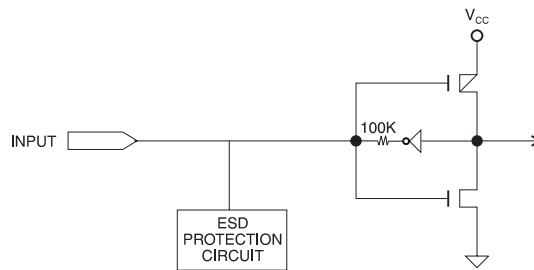 V_CC
100K
INPUT
ESD
PROTECTION
CIRCUIT